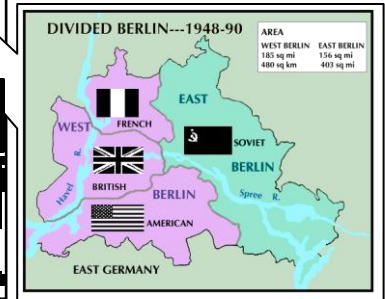 DIVIDED BERLIN---1948-90
AREA
WEST BERLIN EAST BERLIN
185 sq mi 156 sq mi
480 sq km 403 sq mi
EAST
FRENCH
WEST
SOVIET
BERLIN
Havel R.
BRITISH
BERLIN
Spree R.
AMERICAN
EAST GERMANY